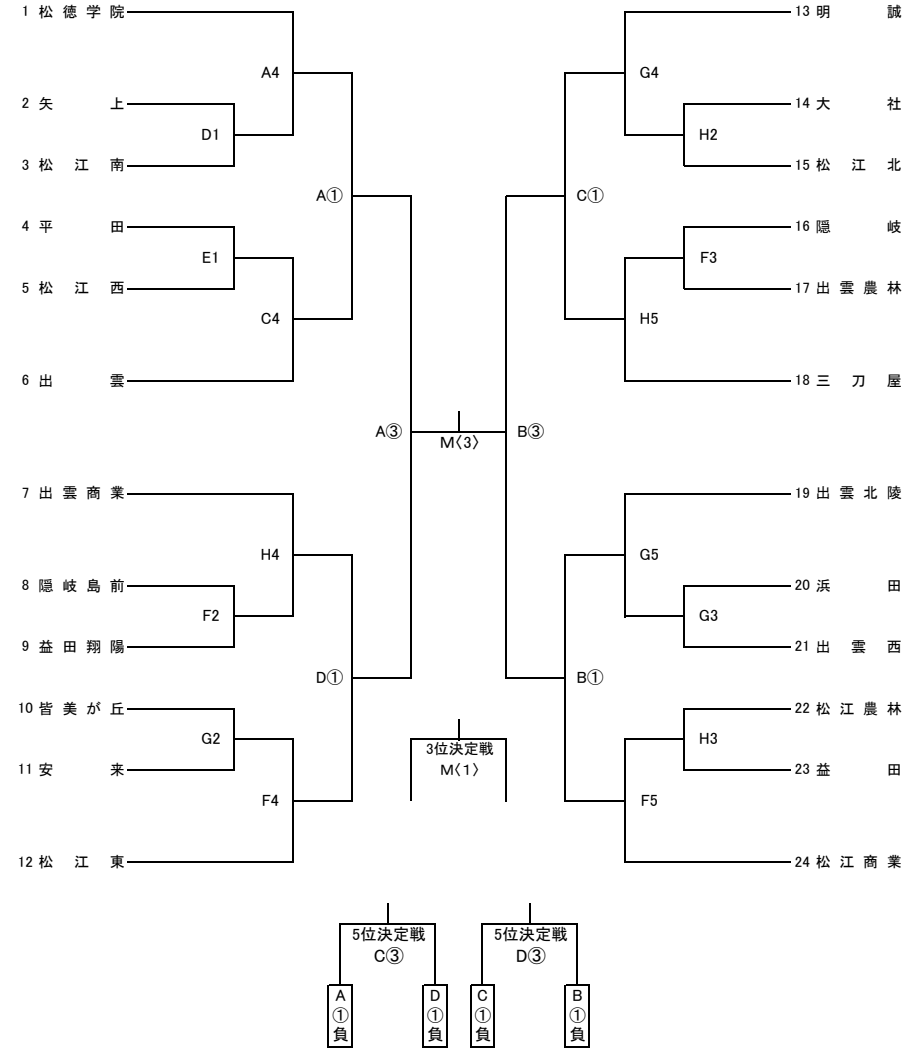 1 松徳学院
A4
2 矢上
D1
3 松江南
A①
4 平田
E1
5 松江西
C4
6 出雲
A③
7 出雲商業
H4
8 隠岐島前
F2
9 益田翔陽
D①
10 皆美が丘
G2
11 安来
F4
12 松江東
M〈3〉
3位決定戦
M〈1〉
13 明誠
G4
14 大社
H2
15 松江北
C①
16 隠岐
F3
17 出雲農林
H5
18 三刀屋
B③
19 出雲北陵
G5
20 浜田
G3
21 出雲西
B①
22 松江農林
H3
23 益田
F5
24 松江商業
5位決定戦
C③
A①負
D①負
5位決定戦
D③
C①負
B①負